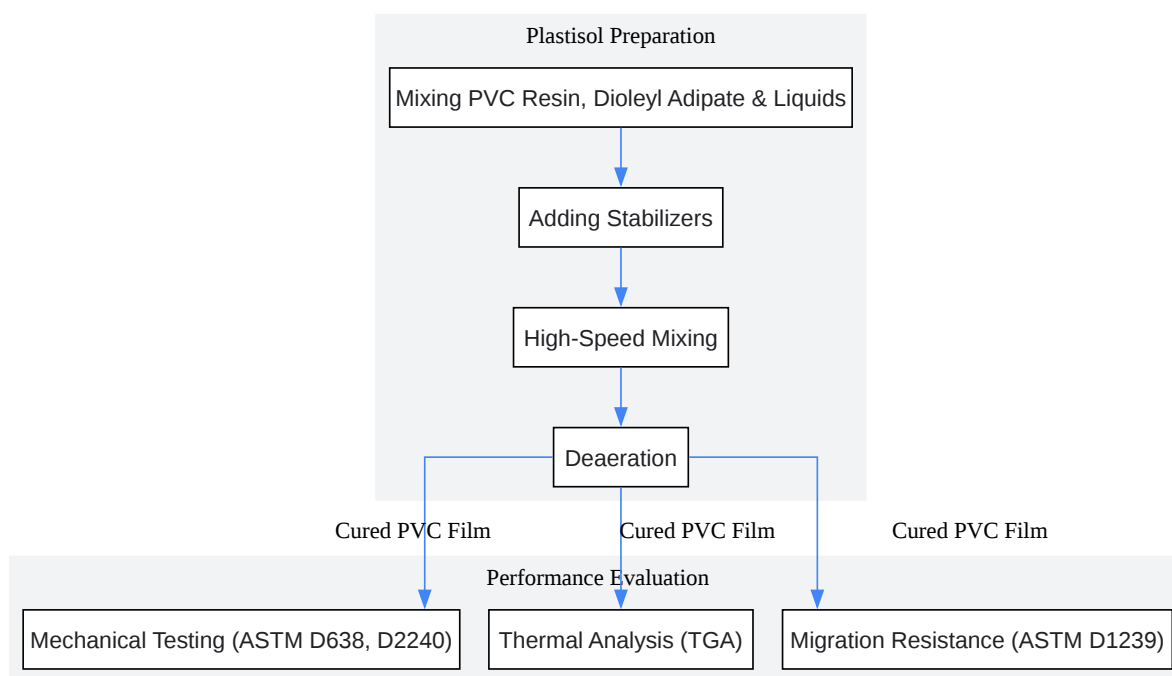 Plastisol Preparation
Mixing PVC Resin, Dioleyl Adipate & Liquids
Adding Stabilizers
High-Speed Mixing
Deaeration
Cured PVC Film
Cured PVC Film
Cured PVC Film
Performance Evaluation
Mechanical Testing (ASTM D638, D2240)
Thermal Analysis (TGA)
Migration Resistance (ASTM D1239)